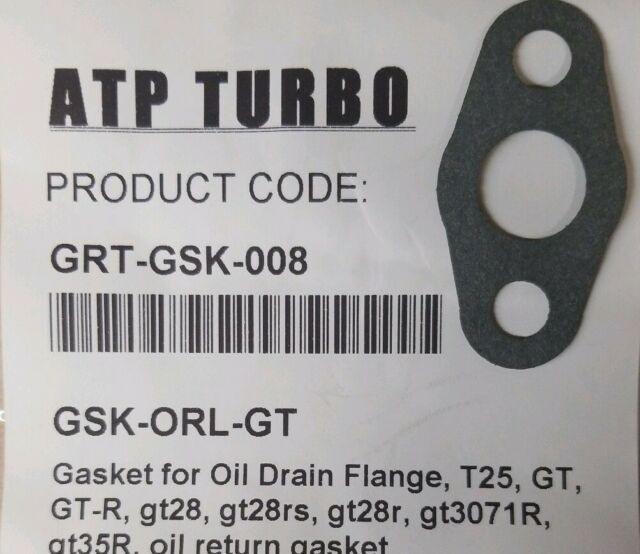 ATP TURBO
PRODUCT CODE:
GRT-GSK-008
GSK-ORL-GT
Gasket for Oil Drain Flange, T25, GT,
GT-R, gt28, gt28rs, gt28r, gt3071R,
gt35R, oil return gasket